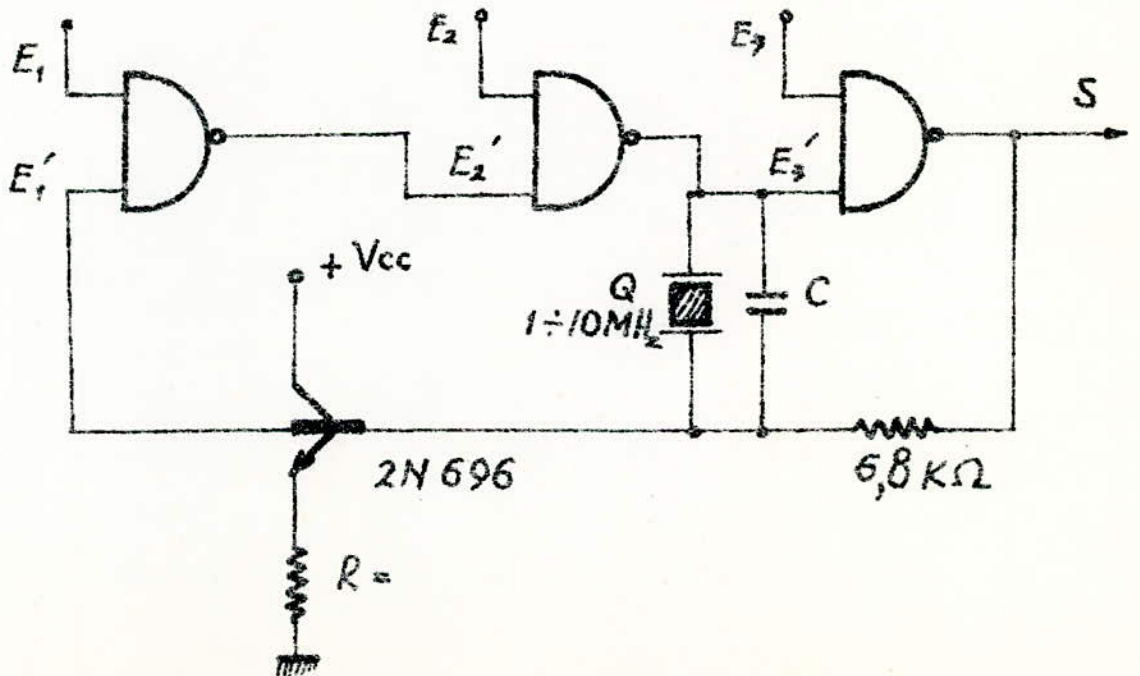 E₁
E₂
E₃
S
E₁'
E₂'
E₃'
+ Vcc
Q
1÷10MHz
C
2N 696
6,8 KΩ
R =